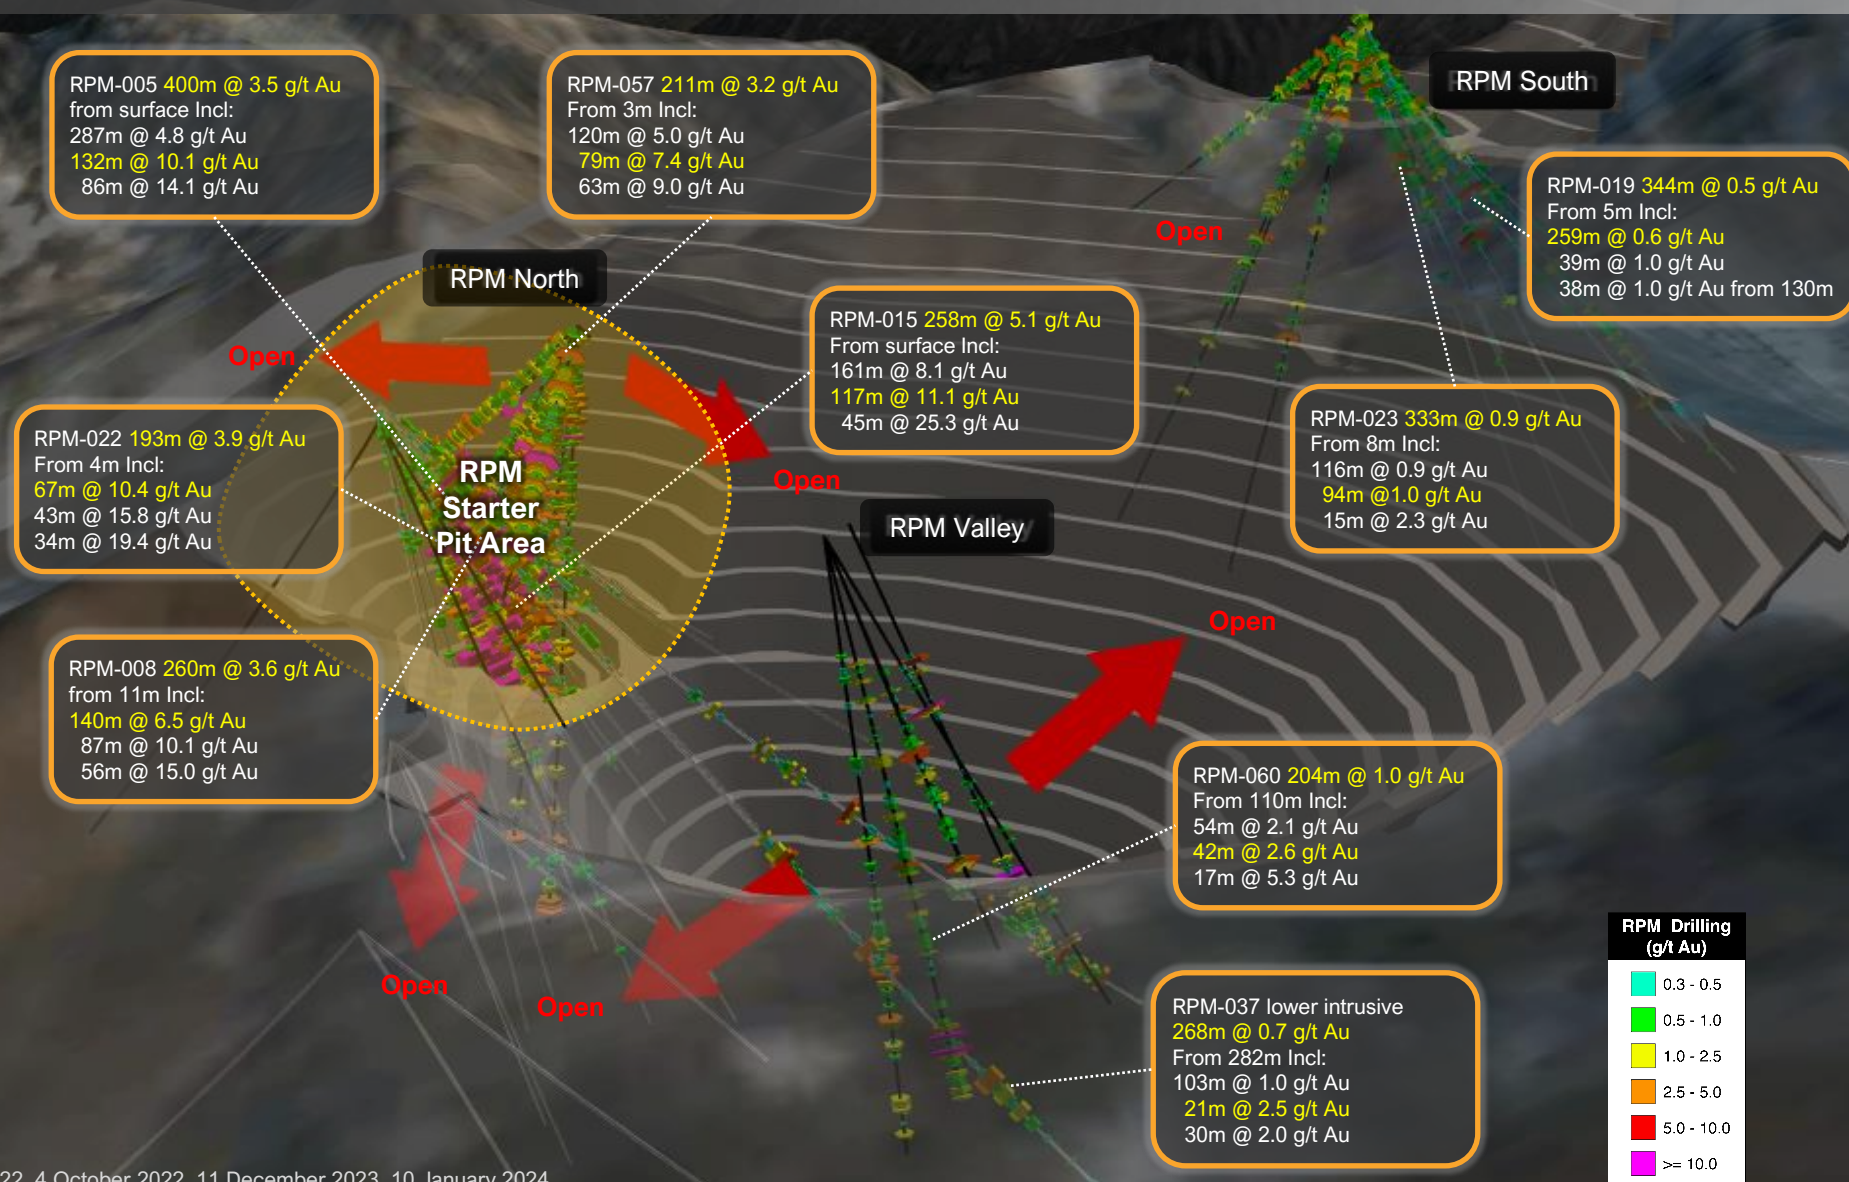 RPM-005 400m @ 3.5 g/t Au
from surface Incl:
287m @ 4.8 g/t Au
132m @ 10.1 g/t Au
86m @ 14.1 g/t Au
RPM-057 211m @ 3.2 g/t Au
From 3m Incl:
120m @ 5.0 g/t Au
79m @ 7.4 g/t Au
63m @ 9.0 g/t Au
RPM South
RPM-019 344m @ 0.5 g/t Au
From 5m Incl:
259m @ 0.6 g/t Au
39m @ 1.0 g/t Au
38m @ 1.0 g/t Au from 130m
Open
RPM North
Open
RPM-015 258m @ 5.1 g/t Au
From surface Incl:
161m @ 8.1 g/t Au
117m @ 11.1 g/t Au
45m @ 25.3 g/t Au
RPM-022 193m @ 3.9 g/t Au
From 4m Incl:
67m @ 10.4 g/t Au
43m @ 15.8 g/t Au
34m @ 19.4 g/t Au
RPM
Starter
Pit Area
Open
RPM-023 333m @ 0.9 g/t Au
From 8m Incl:
116m @ 0.9 g/t Au
94m @1.0 g/t Au
15m @ 2.3 g/t Au
RPM Valley
Open
RPM-008 260m @ 3.6 g/t Au
from 11m Incl:
140m @ 6.5 g/t Au
87m @ 10.1 g/t Au
56m @ 15.0 g/t Au
RPM-060 204m @ 1.0 g/t Au
From 110m Incl:
54m @ 2.1 g/t Au
42m @ 2.6 g/t Au
17m @ 5.3 g/t Au
Open
Open
RPM-037 lower intrusive
268m @ 0.7 g/t Au
From 282m Incl:
103m @ 1.0 g/t Au
21m @ 2.5 g/t Au
30m @ 2.0 g/t Au
RPM Drilling
(g/t Au)
0.3 - 0.5
0.5 - 1.0
1.0 - 2.5
2.5 - 5.0
5.0 - 10.0
>= 10.0
22, 4 October 2022, 11 December 2023, 10 January 2024